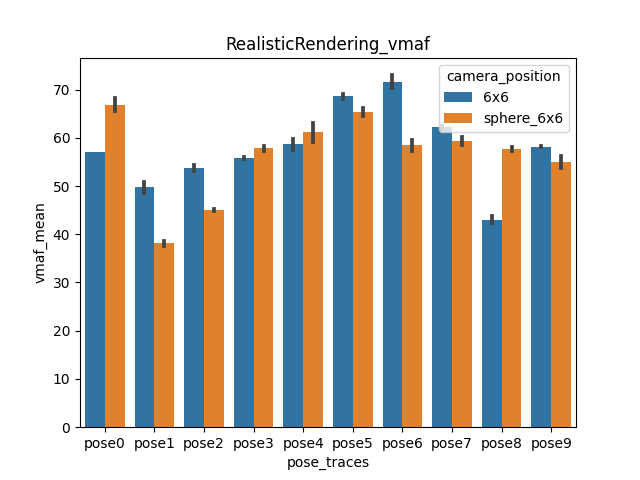 RealisticRendering_vmaf
camera_position
6x6
sphere_6x6
vmaf_mean
70
60
50
40
30
20
10
0
pose0 pose1 pose2 pose3 pose4 pose5 pose6 pose7 pose8 pose9
pose_traces